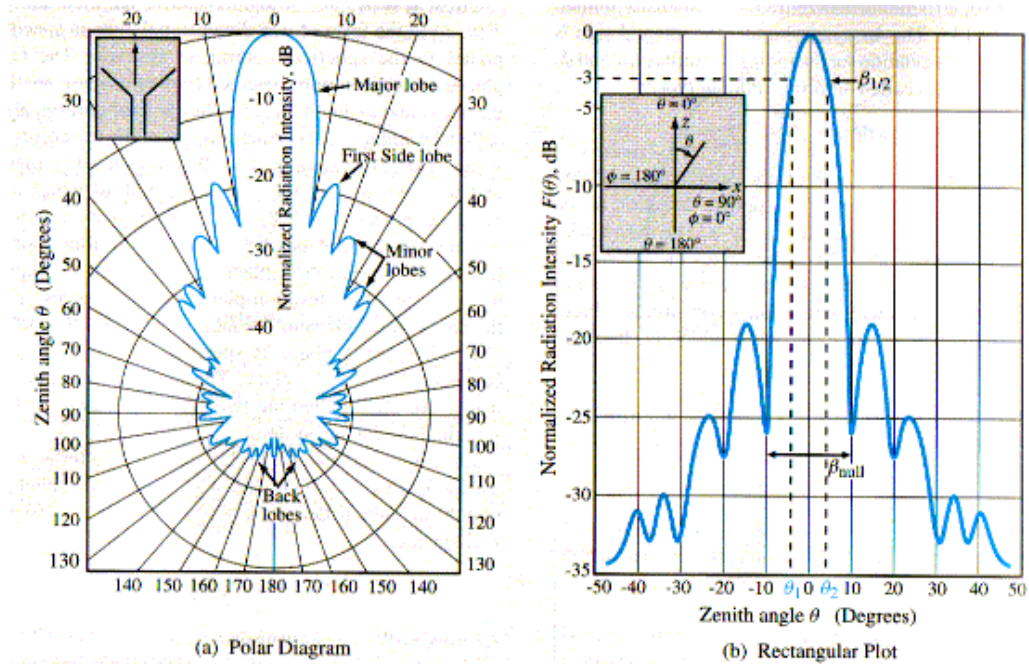 20 10 0 10 20
30
40
50
60
70
80
90
100
110
120
130
140 150 160 170 180 170 160 150 140
30
40
50
60
70
80
90
100
110
120
130
Zenith angle θ (Degrees)
Normalized Radiation Intensity, dB
-10
-20
-30
-40
Major lobe
First Side lobe
Minor
lobes
Back
lobes
(a) Polar Diagram
Normalized Radiation Intensity F(θ), dB
0
-3
-5
-10
-15
-20
-25
-30
-35
β1/2
θ = 0°
z
θ
ϕ = 180°
x
θ = 90°
ϕ = 0°
θ = 180°
βnull
-50 -40 -30 -20 -10 θ1 0 θ2 10 20 30 40 50
Zenith angle θ (Degrees)
(b) Rectangular Plot